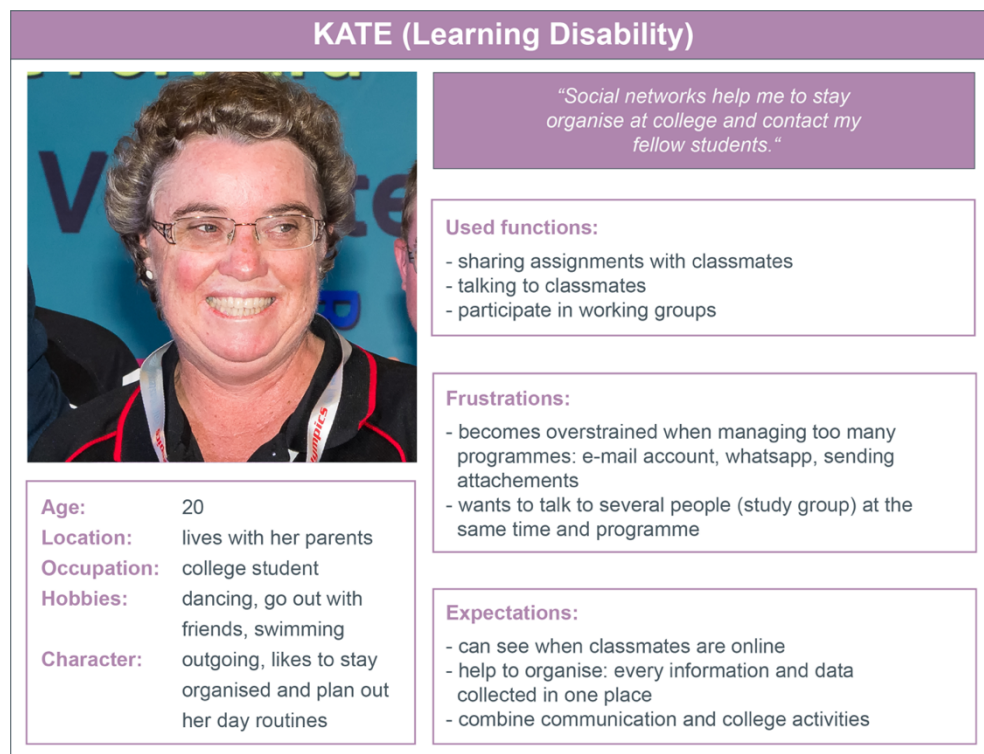 KATE (Learning Disability)
“Social networks help me to stay
organise at college and contact my
fellow students.“
Used functions:
- sharing assignments with classmates
- talking to classmates
- participate in working groups
Frustrations:
- becomes overstrained when managing too many
programmes: e-mail account, whatsapp, sending
attachements
- wants to talk to several people (study group) at the
same time and programme
Age: 20
Location: lives with her parents
Occupation: college student
Hobbies: dancing, go out with
friends, swimming
Character: outgoing, likes to stay
organised and plan out
her day routines
Expectations:
- can see when classmates are online
- help to organise: every information and data
collected in one place
- combine communication and college activities